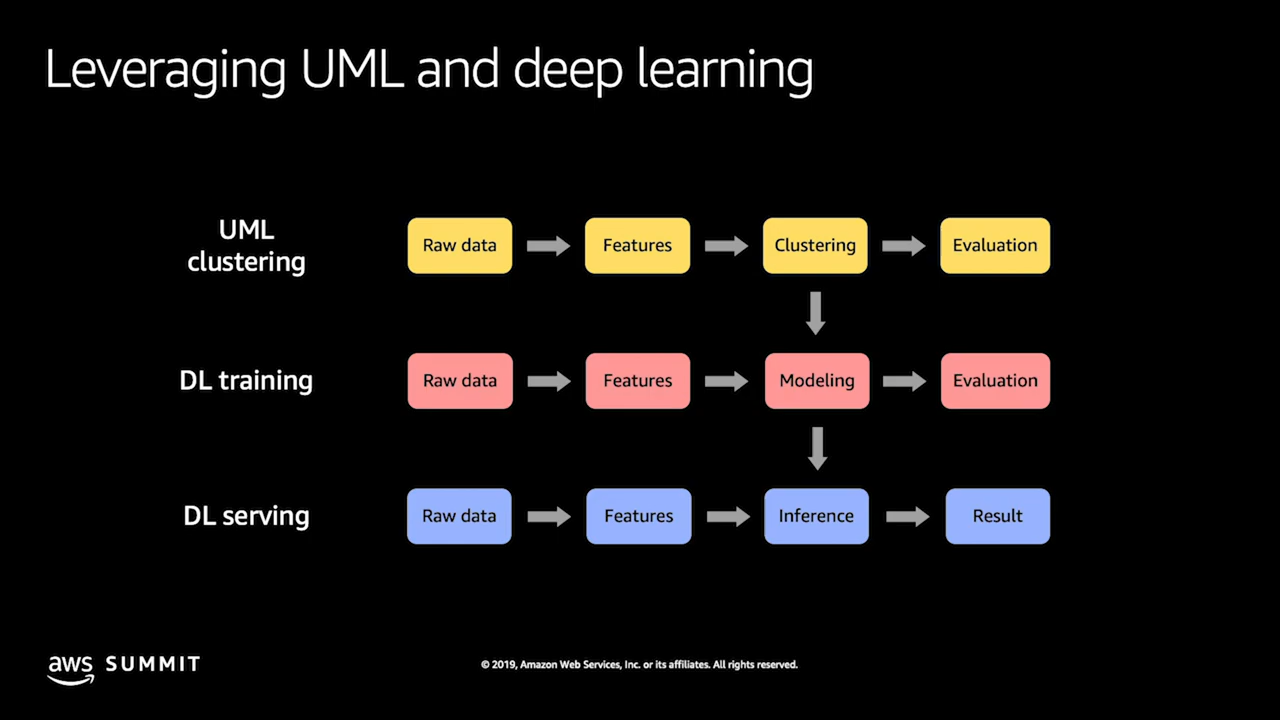 Leveraging UML and deep learning
UML
clustering
Raw data
Features
Clustering
Evaluation
DL training
Raw data
Features
Modeling
Evaluation
DL serving
Raw data
Features
Inference
Result
aws SUMMIT
© 2019, Amazon Web Services, Inc. or its affiliates. All rights reserved.